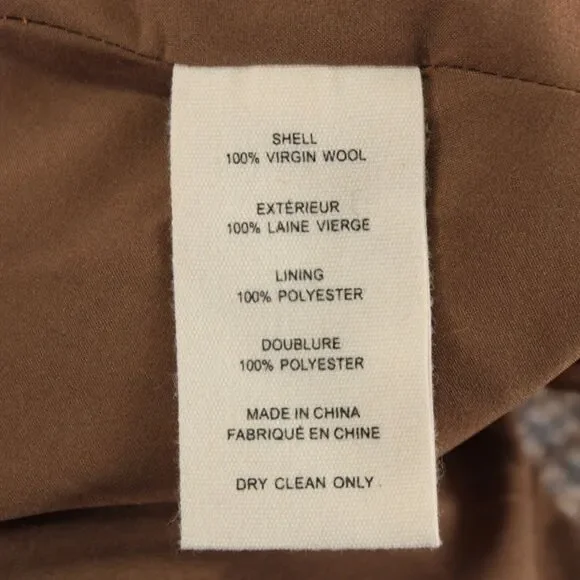 SHELL
100% VIRGIN WOOL
EXTÉRIEUR
100% LAINE VIERGE
LINING
100% POLYESTER
DOUBLURE
100% POLYESTER
MADE IN CHINA
FABRIQUÉ EN CHINE
DRY CLEAN ONLY